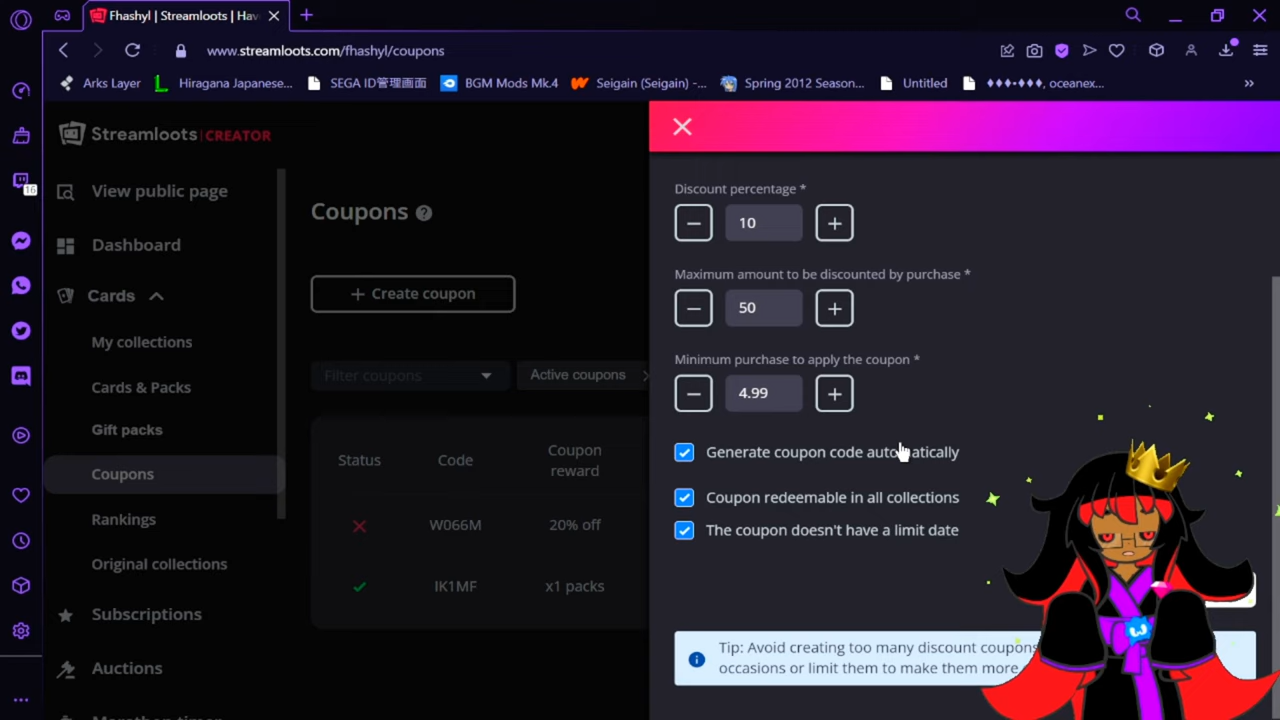 Fhashyl | Streamloots | Hav
www.streamloots.com/fhashyl/coupons
Arks Layer
Hiragana Japanese...
SEGA ID管理画面
BGM Mods Mk.4
Seigain (Seigain) -...
Spring 2012 Season...
Untitled
♦♦♦-♦♦♦, oceanex...
16
Streamloots | CREATOR
View public page
Dashboard
Cards
My collections
Cards & Packs
Gift packs
Coupons
Rankings
Original collections
Subscriptions
Auctions
Marathon timer
Coupons
+ Create coupon
Filter coupons
Active coupons
Status
Code
Coupon
reward
W066M
20% off
IK1MF
x1 packs
Discount percentage *
10
Maximum amount to be discounted by purchase *
50
Minimum purchase to apply the coupon *
4.99
Generate coupon code automatically
Coupon redeemable in all collections
The coupon doesn't have a limit date
Tip: Avoid creating too many discount coupons
occasions or limit them to make them more